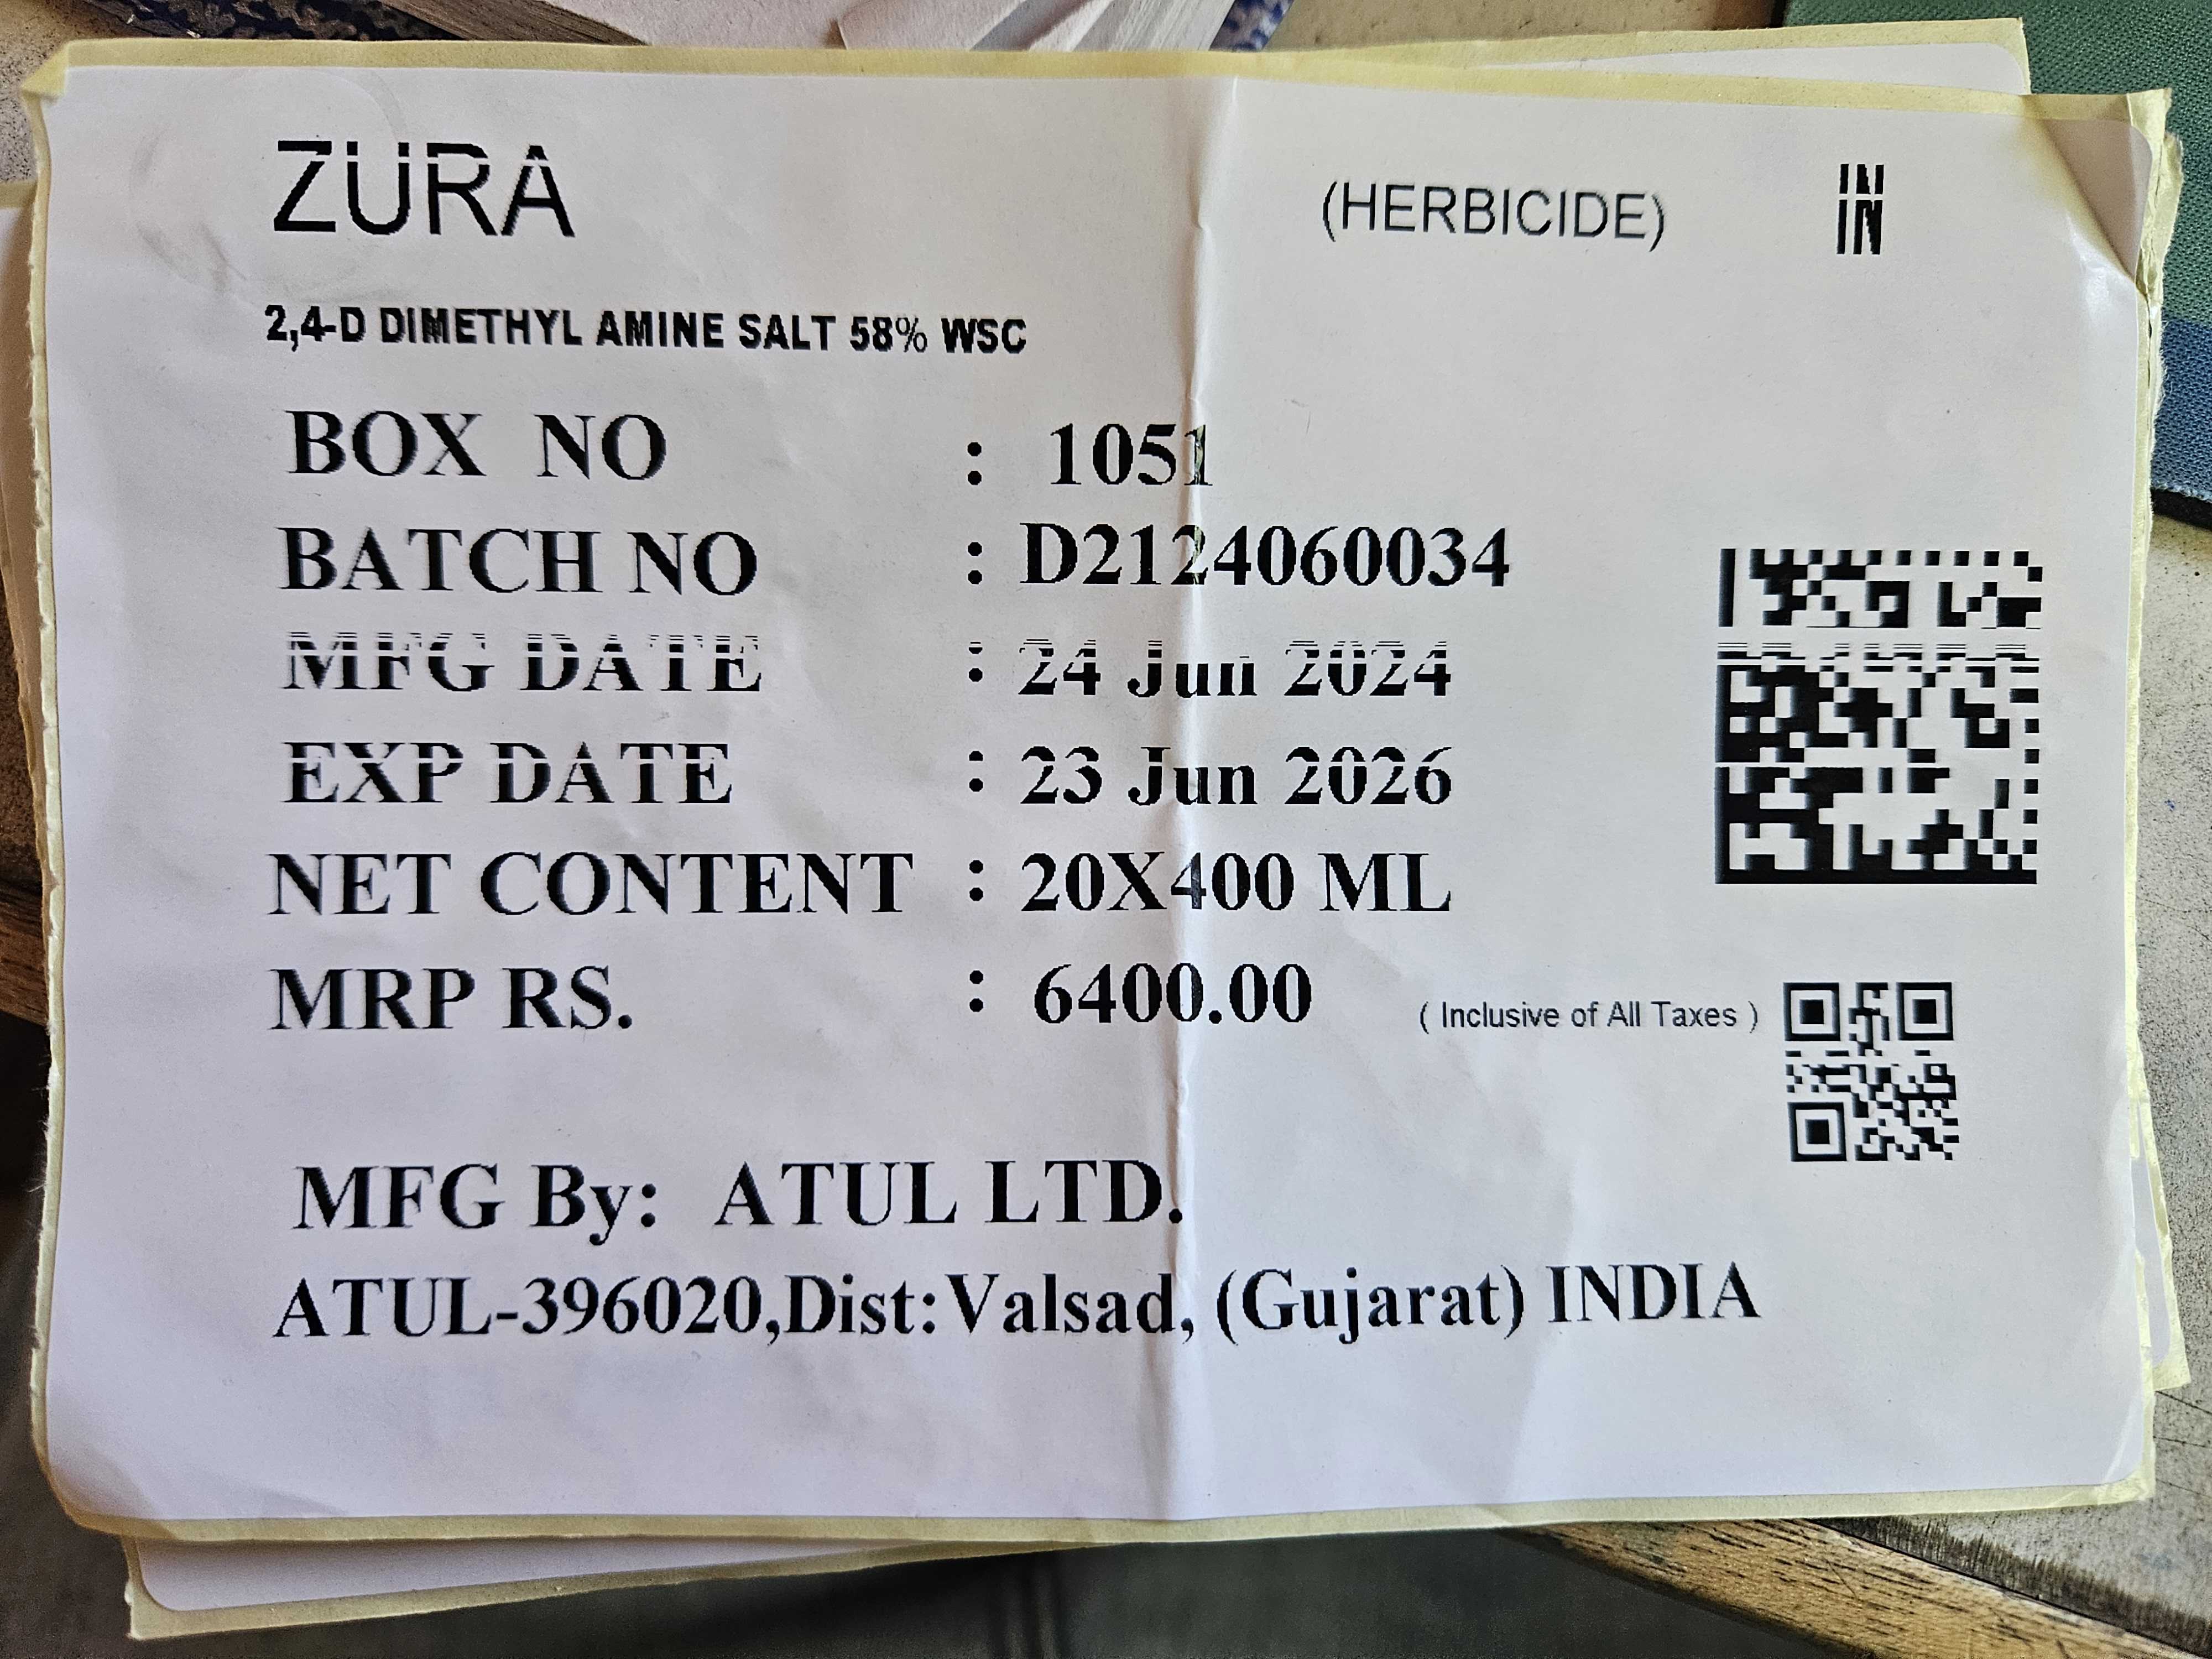 ZURA (HERBICIDE) IN
2,4-D DIMETHYL AMINE SALT 58% WSC
BOX NO : 1051
BATCH NO : D2124060034
MFG DATE : 24 Jun 2024
EXP DATE : 23 Jun 2026
NET CONTENT : 20X400 ML
MRP RS. : 6400.00 ( Inclusive of All Taxes )
MFG By: ATUL LTD.
ATUL-396020,Dist:Valsad, (Gujarat) INDIA